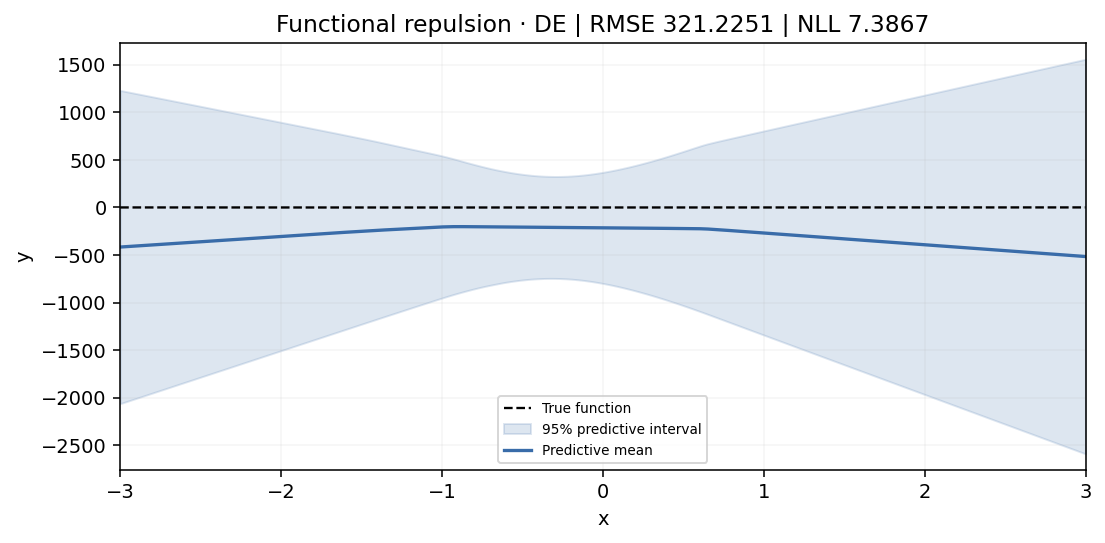 Functional repulsion · DE | RMSE 321.2251 | NLL 7.3867
1500
1000
500
0
−500
−1000
−1500
−2000
−2500
y
True function
95% predictive interval
Predictive mean
−3
−2
−1
0
1
2
3
x